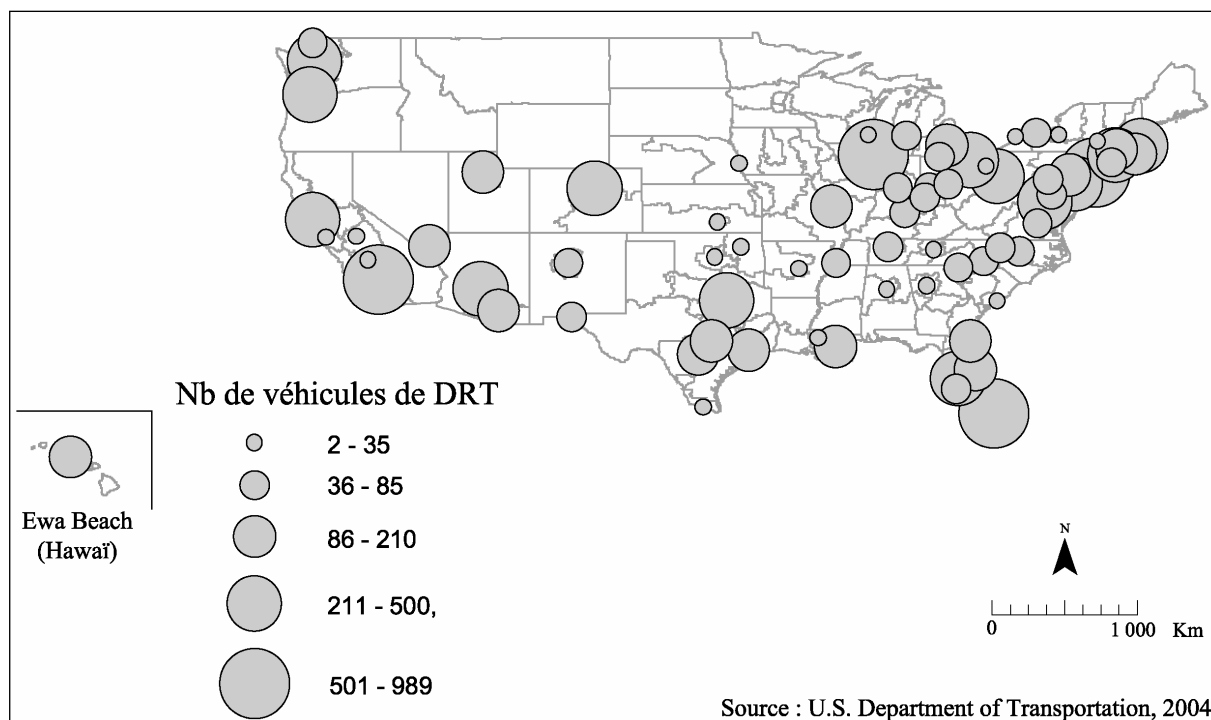 Nb de véhicules de DRT
2 - 35
36 - 85
86 - 210
211 - 500,
501 - 989
Ewa Beach
(Hawaï)
N
0 1 000 Km
Source : U.S. Department of Transportation, 2004